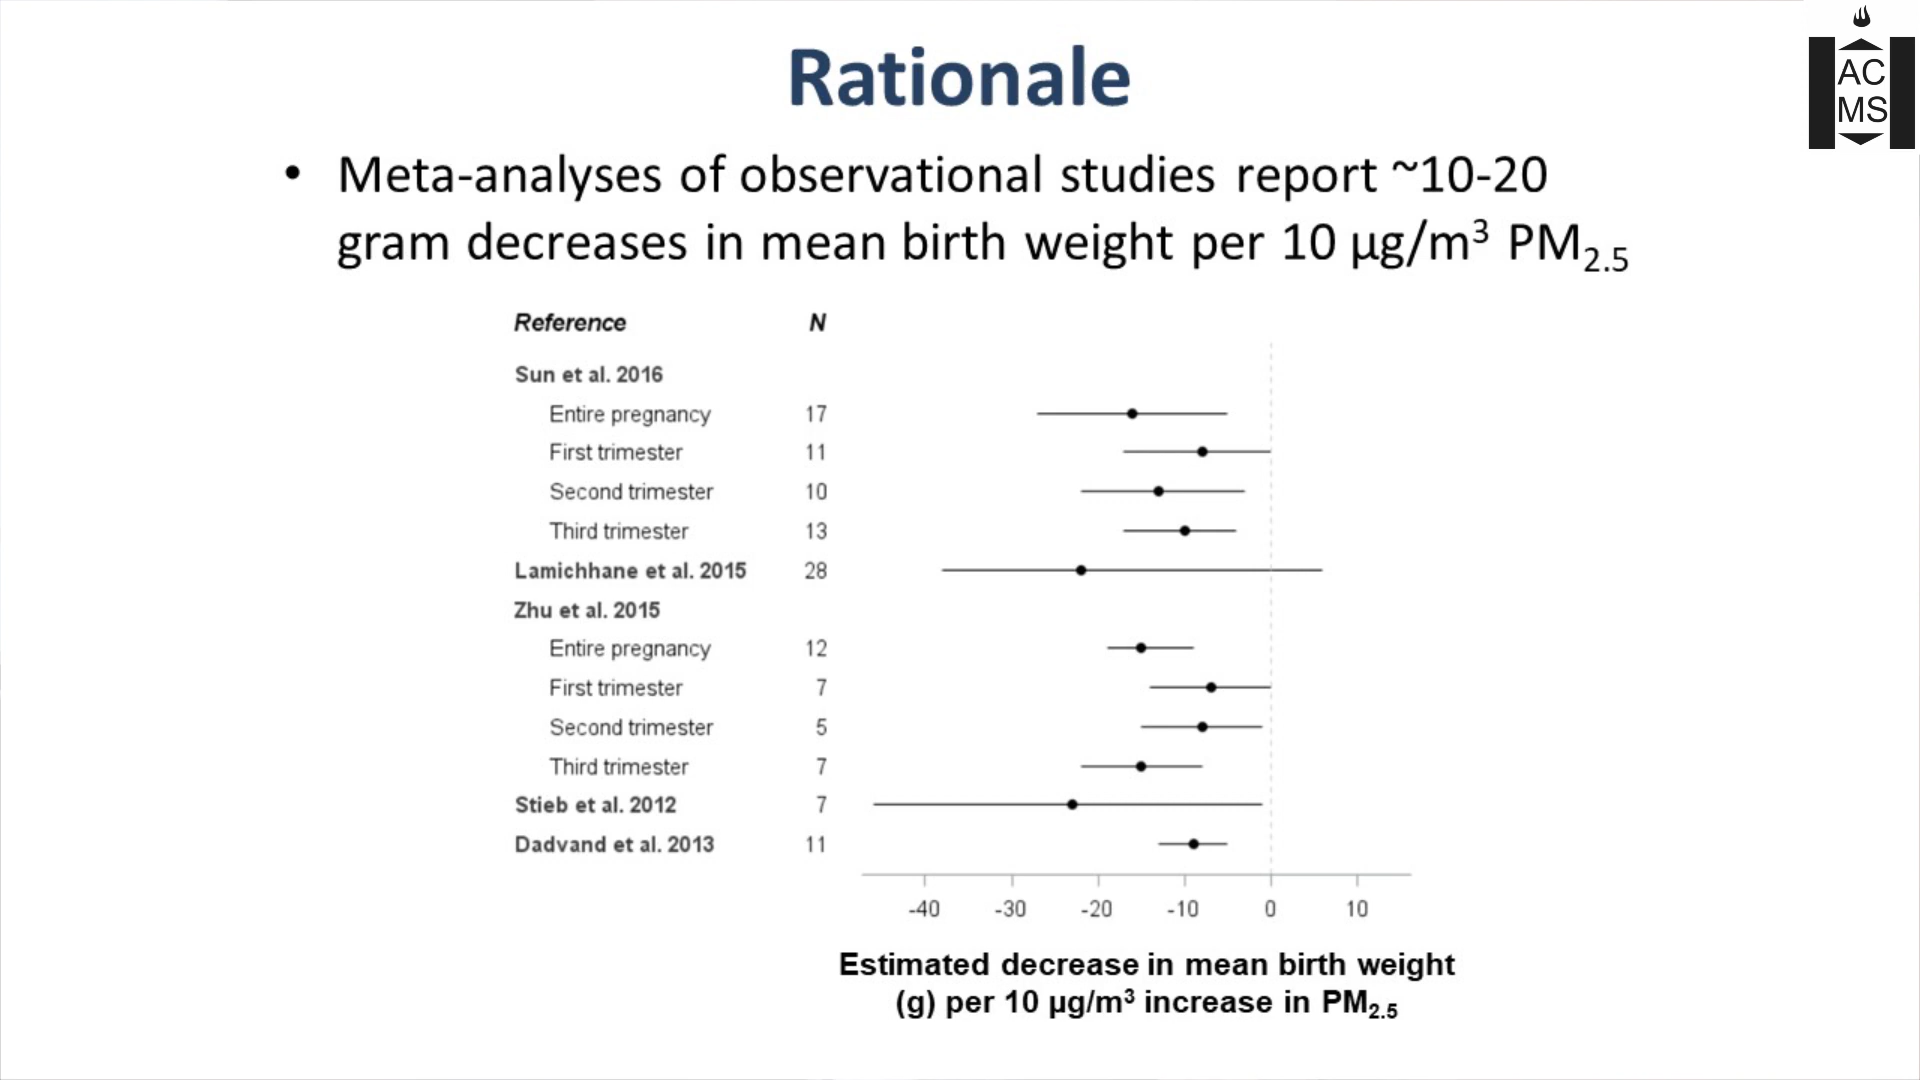 Rationale
AC
MS
• Meta-analyses of observational studies report ~10-20
gram decreases in mean birth weight per 10 µg/m³ PM₂.₅
Reference N
Sun et al. 2016
Entire pregnancy 17
First trimester 11
Second trimester 10
Third trimester 13
Lamichhane et al. 2015 28
Zhu et al. 2015
Entire pregnancy 12
First trimester 7
Second trimester 5
Third trimester 7
Stieb et al. 2012 7
Dadvand et al. 2013 11
-40 -30 -20 -10 0 10
Estimated decrease in mean birth weight
(g) per 10 µg/m³ increase in PM₂.₅